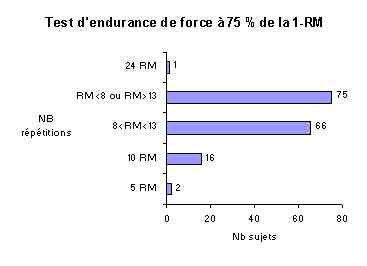 Test d'endurance de force à 75 % de la 1-RM
24 RM
1
RM<8 ou RM>13
75
NB
répétitions
8<RM<13
66
10 RM
16
5 RM
2
0 20 40 60 80
Nb sujets